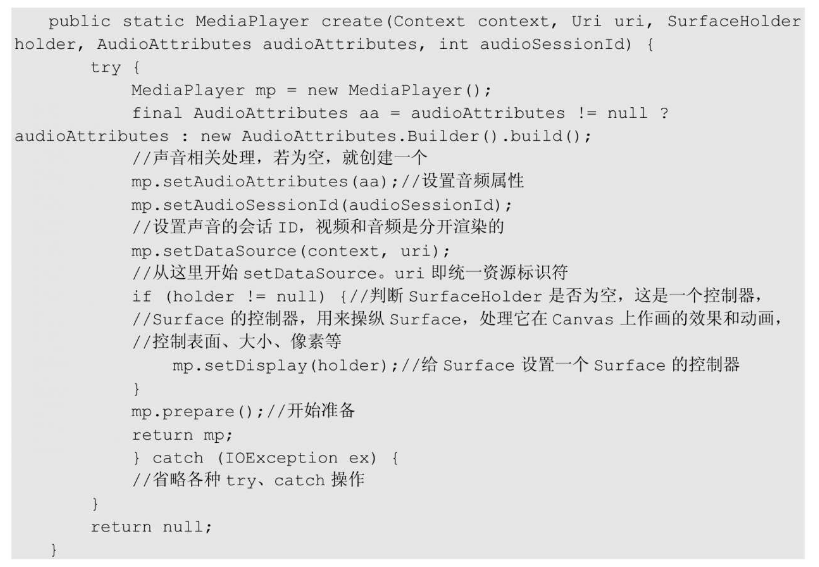 public static MediaPlayer create(Context context, Uri uri, SurfaceHolder
holder, AudioAttributes audioAttributes, int audioSessionId) {
try {
MediaPlayer mp = new MediaPlayer();
final AudioAttributes aa = audioAttributes != null ?
audioAttributes : new AudioAttributes.Builder().build();
//声音相关处理，若为空，就创建一个
mp.setAudioAttributes(aa);//设置音频属性
mp.setAudioSessionId(audioSessionId);
//设置声音的会话 ID，视频和音频是分开渲染的
mp.setDataSource(context, uri);
//从这里开始 setDataSource。uri 即统一资源标识符
if (holder != null) {//判断 SurfaceHolder 是否为空，这是一个控制器，
//Surface 的控制器，用来操纵 Surface，处理它在 Canvas 上作画的效果和动画，
//控制表面、大小、像素等
mp.setDisplay(holder);//给 Surface 设置一个 Surface 的控制器
}
mp.prepare();//开始准备
return mp;
} catch (IOException ex) {
//省略各种 try、catch 操作
}
return null;
}